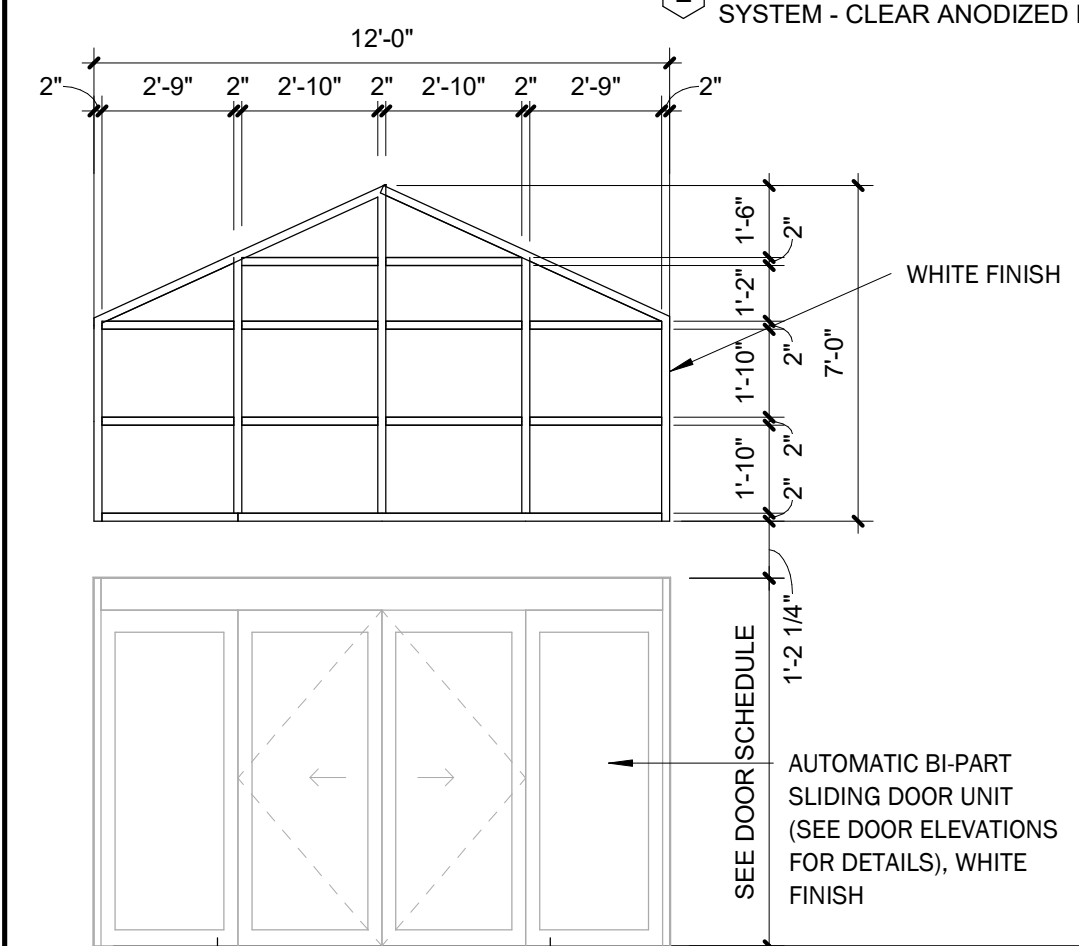 SYSTEM - CLEAR ANODIZED
12'-0"
2" 2'-9" 2" 2'-10" 2" 2'-10" 2" 2'-9" 2"
1'-6"
2"
1'-2"
WHITE FINISH
2"
7'-0"
1'-10"
2"
1'-10"
2"
1'-2 1/4"
SEE DOOR SCHEDULE
AUTOMATIC BI-PART
SLIDING DOOR UNIT
(SEE DOOR ELEVATIONS
FOR DETAILS), WHITE
FINISH